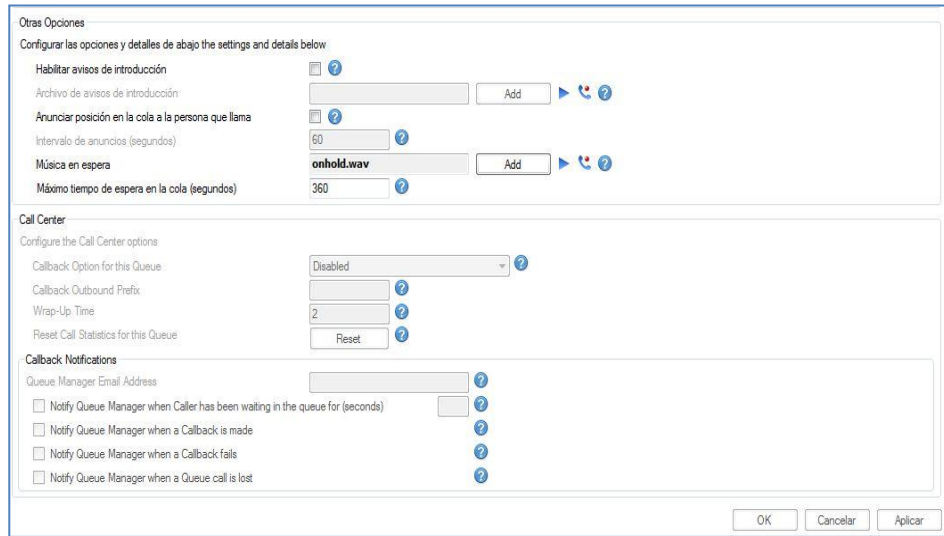 Otras Opciones
Configurar las opciones y detalles de abajo the settings and details below
Habilitar avisos de introducción
Archivo de avisos de introducción Add
Anunciar posición en la cola a la persona que llama
Intervalo de anuncios (segundos) 60
Música en espera onhold.wav Add
Máximo tiempo de espera en la cola (segundos) 360
Call Center
Configure the Call Center options
Callback Option for this Queue Disabled
Callback Outbound Prefix
Wrap-Up Time 2
Reset Call Statistics for this Queue Reset
Callback Notifications
Queue Manager Email Address
Notify Queue Manager when Caller has been waiting in the queue for (seconds)
Notify Queue Manager when a Callback is made
Notify Queue Manager when a Callback fails
Notify Queue Manager when a Queue call is lost
OK Cancelar Aplicar